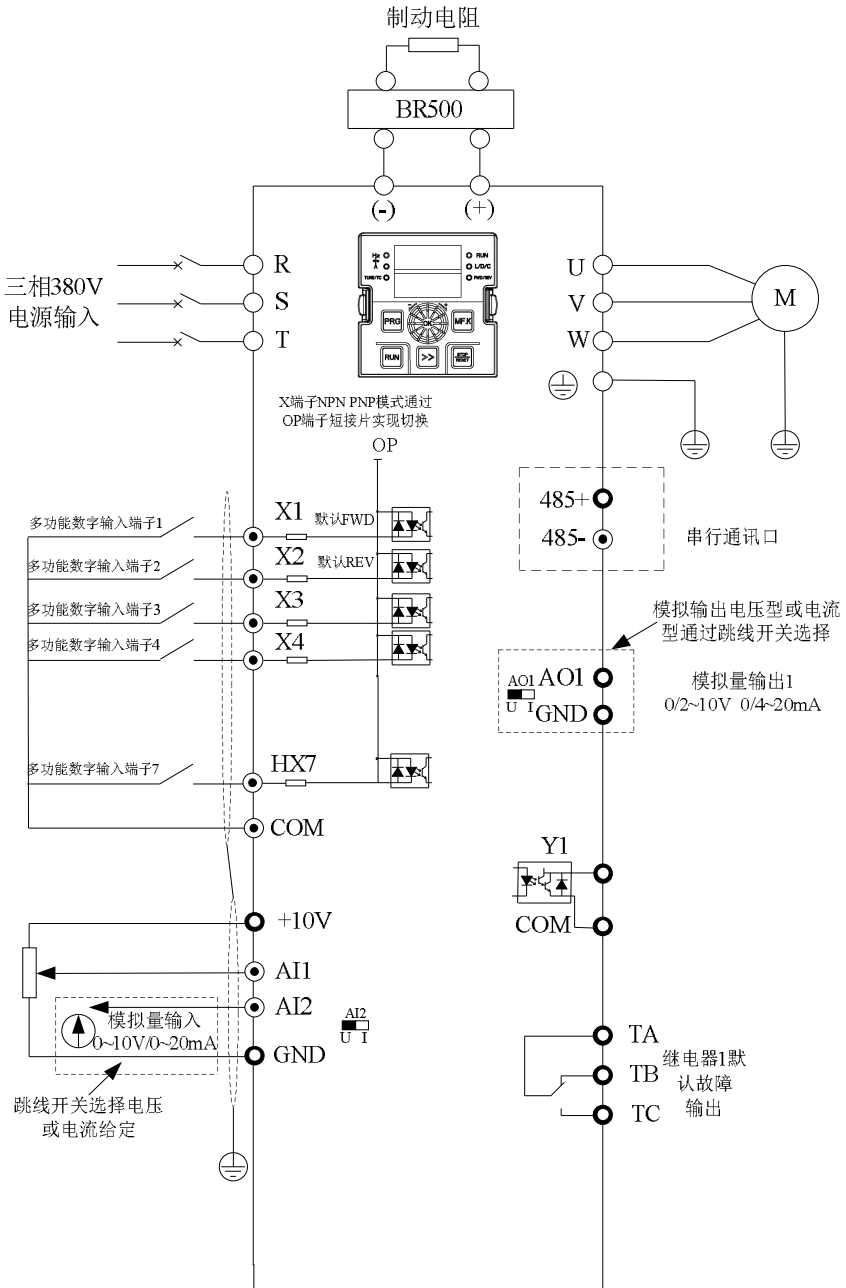 制动电阻
BR500
(-)
(+)
三相380V
电源输入
R
S
T
Hz
A
TUNE/TC
RUN
L/D/C
FWD/REV
PRG
OK
MF.K
RUN
>>
STOP
RESET
U
V
W
M
X端子NPN PNP模式通过
OP端子短接片实现切换
OP
多功能数字输入端子1
X1
默认FWD
多功能数字输入端子2
X2
默认REV
多功能数字输入端子3
X3
多功能数字输入端子4
X4
多功能数字输入端子7
HX7
COM
485+
485-
串行通讯口
模拟输出电压型或电流
型通过跳线开关选择
AO1
U I
AO1
GND
模拟量输出1
0/2~10V 0/4~20mA
Y1
COM
+10V
AI1
AI2
GND
AI2
U I
模拟量输入
0~10V/0~20mA
跳线开关选择电压
或电流给定
TA
TB
TC
继电器1默
认故障
输出